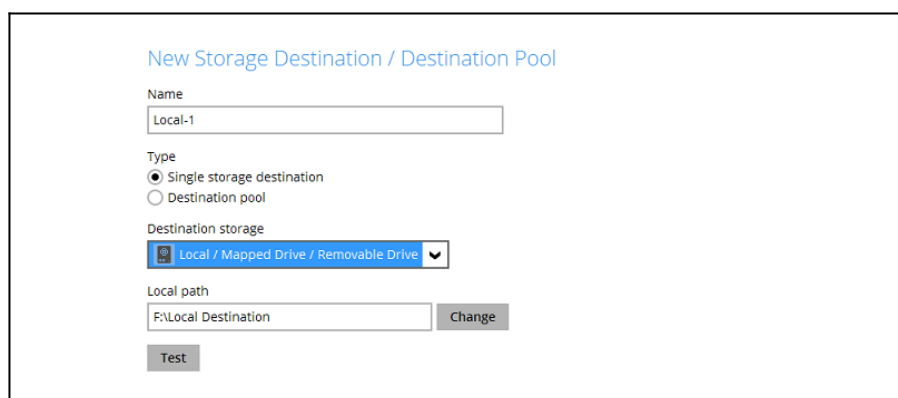 New Storage Destination / Destination Pool
Name
Local-1
Type
Single storage destination
Destination pool
Destination storage
Local / Mapped Drive / Removable Drive
Local path
F:\Local Destination
Change
Test